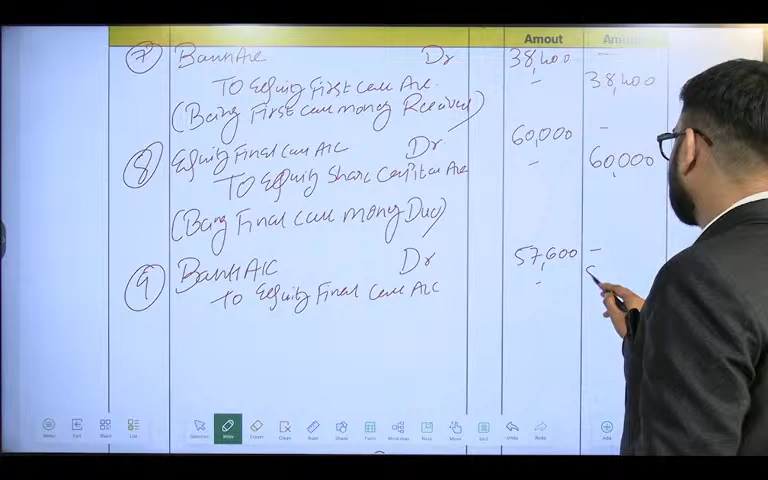 Amout Amount
7 Bank A/c Dr 38,400 -
To Equity First Call A/c. - 38,400
(Being First call money Received)
8 Equity Final Call A/C Dr 60,000 -
To Equity Share Capital A/c - 60,000
(Being Final call money Due)
9 Bank A/C Dr 57,600 -
To Equity Final Call A/C -